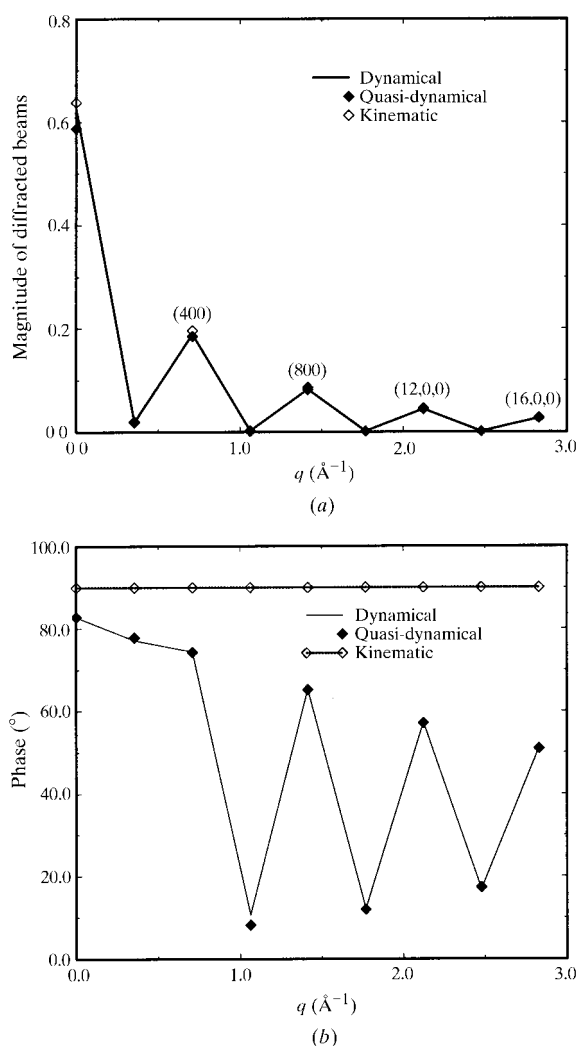 0.8
0.6
0.4
0.2
0.0
Magnitude of diffracted beams
Dynamical
Quasi-dynamical
Kinematic
(400)
(800)
(12,0,0)
(16,0,0)
0.0 1.0 2.0 3.0
q (Å⁻¹)
(a)
100.0
80.0
60.0
40.0
20.0
0.0
Phase (°)
Dynamical
Quasi-dynamical
Kinematic
0.0 1.0 2.0 3.0
q (Å⁻¹)
(b)